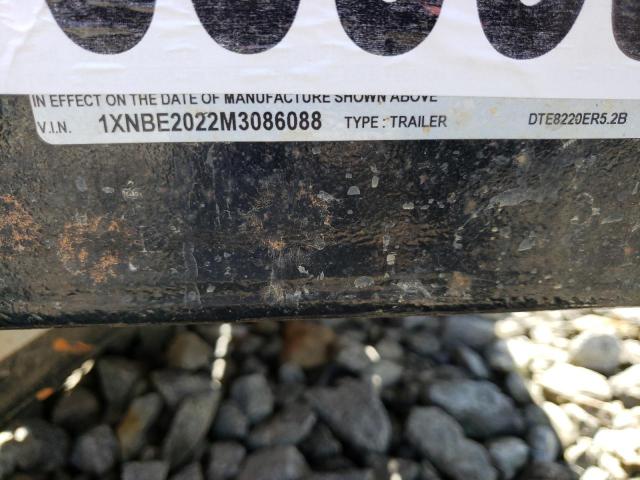 IN EFFECT ON THE DATE OF MANUFACTURE SHOWN ABOVE
V.I.N. 1XNBE2022M3086088 TYPE : TRAILER DTE8220ER5.2B